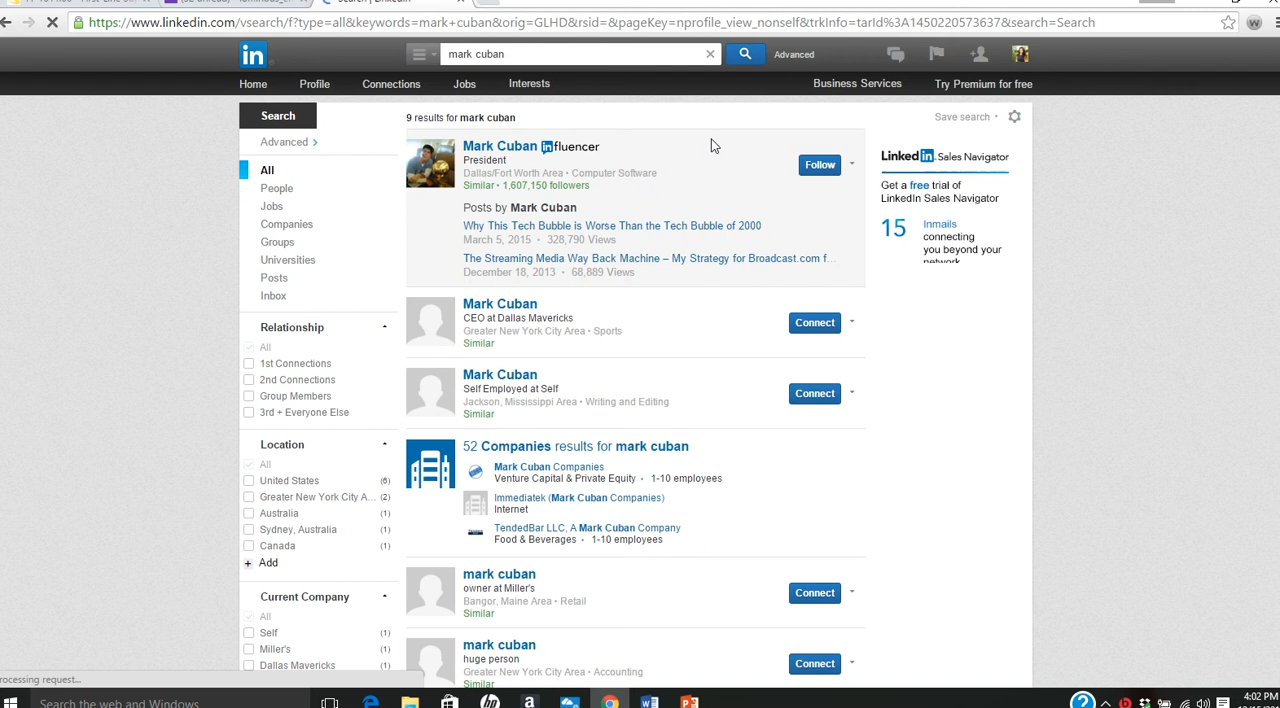 https://www.linkedin.com/vsearch/f?type=all&keywords=mark+cuban&orig=GLHD&rsid=&pageKey=nprofile_view_nonself&trkInfo=tarId%3A1450220573637&search=Search
in
mark cuban
Advanced
Home Profile Connections Jobs Interests Business Services Try Premium for free
Search
Advanced
All
People
Jobs
Companies
Groups
Universities
Posts
Inbox
Relationship
All
1st Connections
2nd Connections
Group Members
3rd + Everyone Else
Location
All
United States (6)
Greater New York City A... (2)
Australia (1)
Sydney, Australia (1)
Canada (1)
+ Add
Current Company
All
Self (1)
Miller's (1)
Dallas Mavericks (1)
9 results for mark cuban
Save search
Mark Cuban influencer
President
Dallas/Fort Worth Area • Computer Software
Similar • 1,607,150 followers
Follow
Posts by Mark Cuban
Why This Tech Bubble is Worse Than the Tech Bubble of 2000
March 5, 2015 • 328,790 Views
The Streaming Media Way Back Machine – My Strategy for Broadcast.com f...
December 18, 2013 • 68,889 Views
Mark Cuban
CEO at Dallas Mavericks
Greater New York City Area • Sports
Similar
Connect
Mark Cuban
Self Employed at Self
Jackson, Mississippi Area • Writing and Editing
Similar
Connect
52 Companies results for mark cuban
Mark Cuban Companies
Venture Capital & Private Equity • 1-10 employees
Immediatek (Mark Cuban Companies)
Internet
TendedBar LLC, A Mark Cuban Company
Food & Beverages • 1-10 employees
mark cuban
owner at Miller's
Bangor, Maine Area • Retail
Similar
Connect
mark cuban
huge person
Greater New York City Area • Accounting
Similar
Connect
Linked in Sales Navigator
Get a free trial of
LinkedIn Sales Navigator
15 Inmails
connecting
you beyond your
network
rocessing request...
Search the web and Windows
4:02 PM